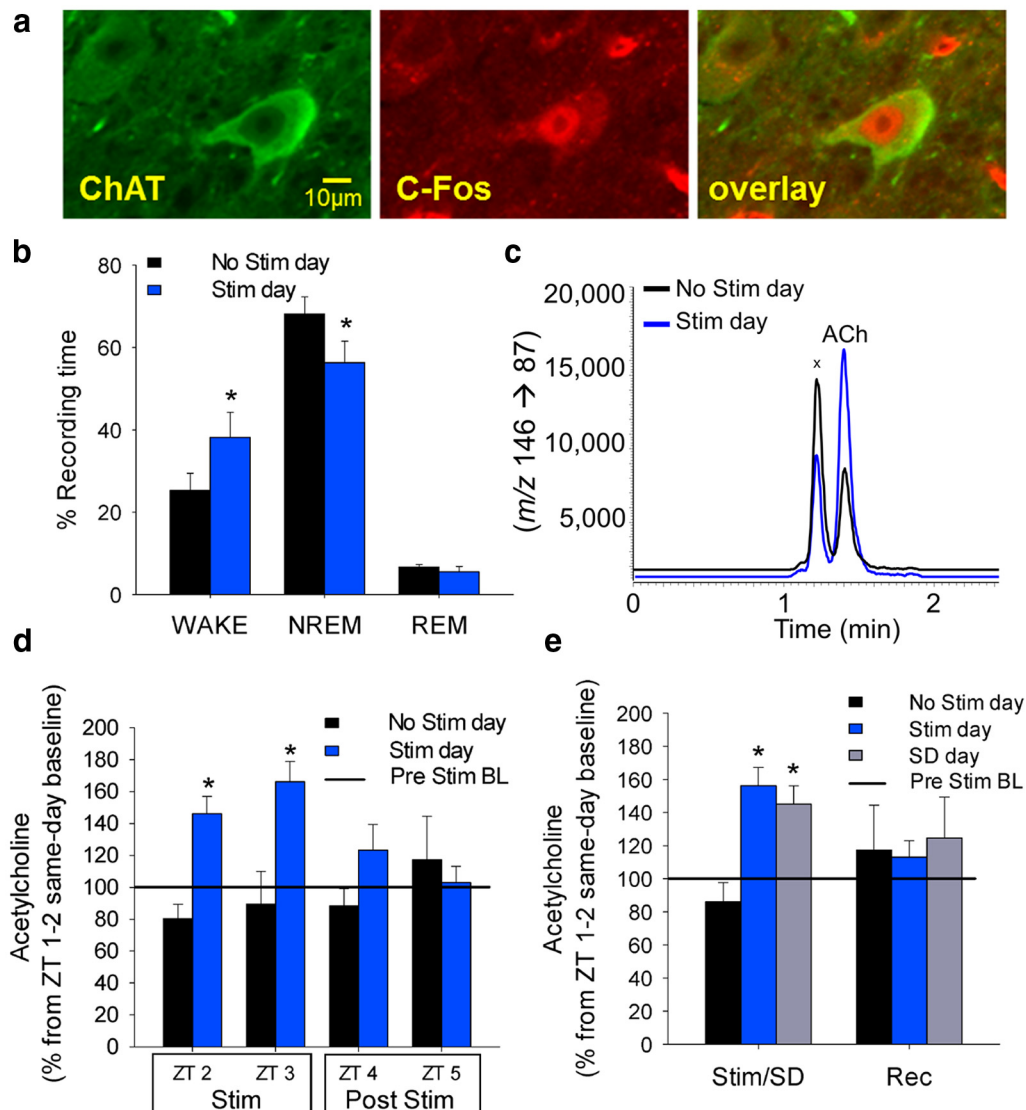 a
ChAT
10µm
C-Fos
overlay
b
% Recording time
80
60
40
20
0
No Stim day
Stim day
*
*
WAKE
NREM
REM
c
(m/z 146 → 87)
20,000
15,000
10,000
5,000
No Stim day
Stim day
x
ACh
0
1
2
Time (min)
d
Acetylcholine
(% from ZT 1-2 same-day baseline)
200
180
160
140
120
100
80
60
40
20
0
No Stim day
Stim day
Pre Stim BL
*
*
ZT 2
ZT 3
ZT 4
ZT 5
Stim
Post Stim
e
Acetylcholine
(% from ZT 1-2 same-day baseline)
200
180
160
140
120
100
80
60
40
20
0
No Stim day
Stim day
SD day
Pre Stim BL
*
*
Stim/SD
Rec